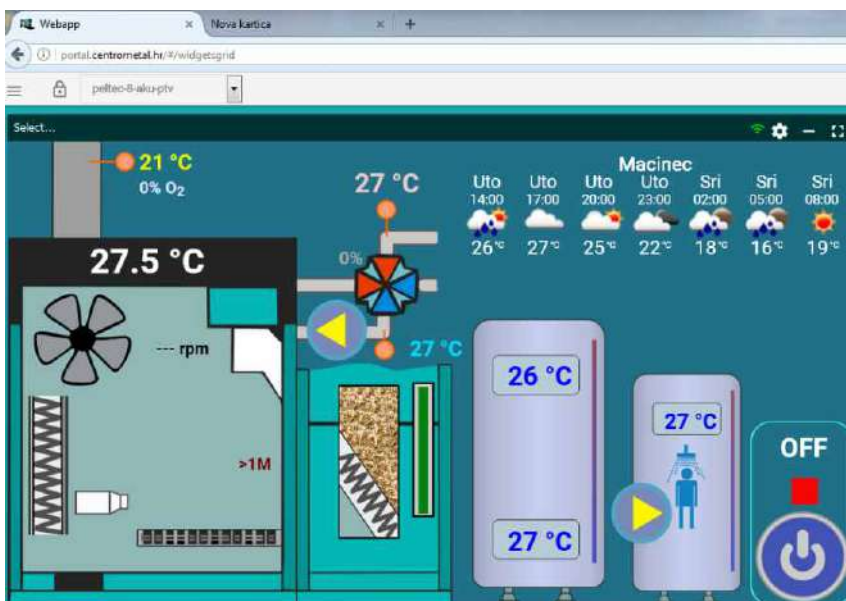 Webapp
Nova kartica
portal.centrometal.hr/#/widgetsgrid
peltec-8-aku-ptv
Select...
21 °C
0% O2
27 °C
Macinec
Uto Uto Uto Uto Sri Sri Sri
14:00 17:00 20:00 23:00 02:00 05:00 08:00
26°C 27°C 25°C 22°C 18°C 16°C 19°C
27.5 °C
0%
--- rpm
27 °C
26 °C
27 °C
OFF
>1M
27 °C